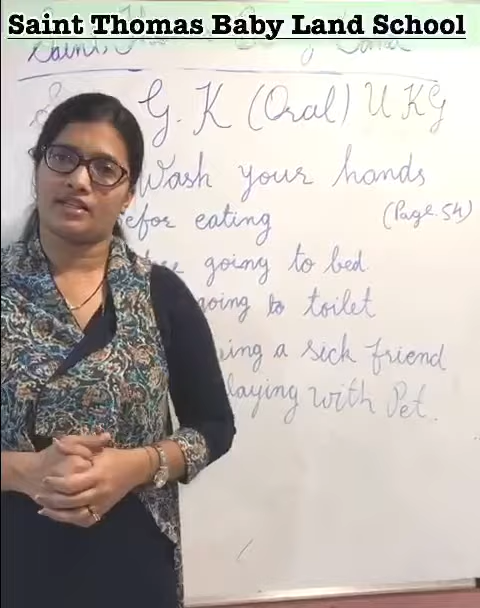 Saint Thomas Baby Land School
G.K (Oral) UKG
Wash your hands
efor eating
(Page.54)
going to bed
going to toilet
ing a sick friend
laying with Pet.